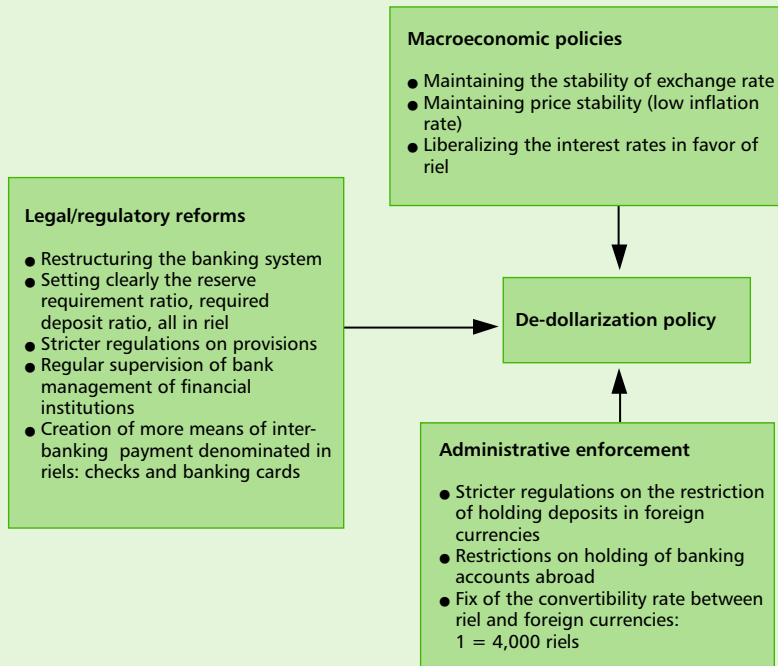 Macroeconomic policies
● Maintaining the stability of exchange rate
● Maintaining price stability (low inflation
rate)
● Liberalizing the interest rates in favor of
riel
Legal/regulatory reforms
● Restructuring the banking system
● Setting clearly the reserve
requirement ratio, required
deposit ratio, all in riel
● Stricter regulations on provisions
● Regular supervision of bank
management of financial
institutions
● Creation of more means of inter-
banking payment denominated in
riels: checks and banking cards
De-dollarization policy
Administrative enforcement
● Stricter regulations on the restriction
of holding deposits in foreign
currencies
● Restrictions on holding of banking
accounts abroad
● Fix of the convertibility rate between
riel and foreign currencies:
1 = 4,000 riels